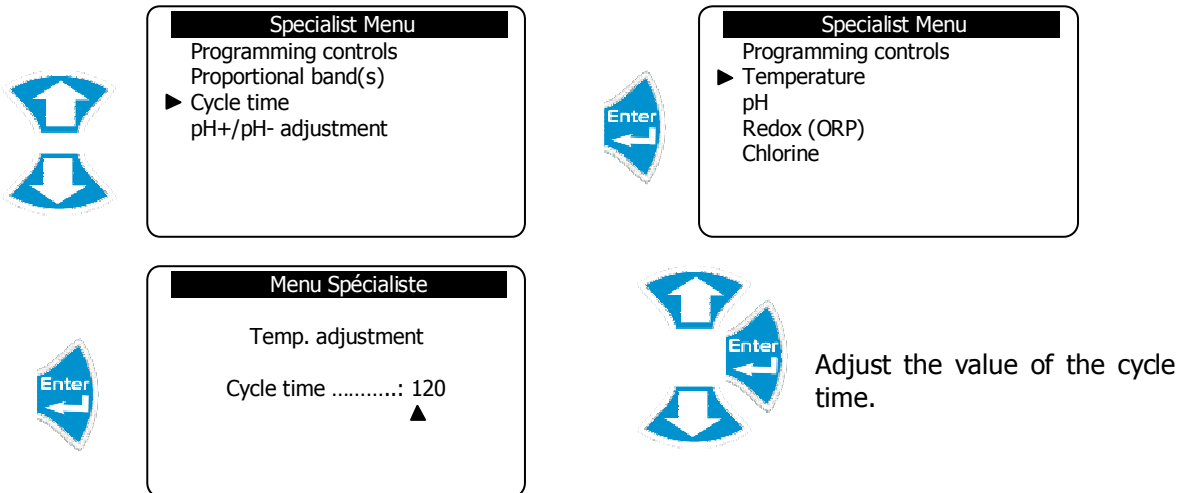 Specialist Menu
Programming controls
Proportional band(s)
Cycle time
pH+/pH- adjustment
Enter
Specialist Menu
Programming controls
Temperature
pH
Redox (ORP)
Chlorine
Enter
Menu Spécialiste
Temp. adjustment
Cycle time ………..: 120
Enter
Adjust the value of the cycle
time.